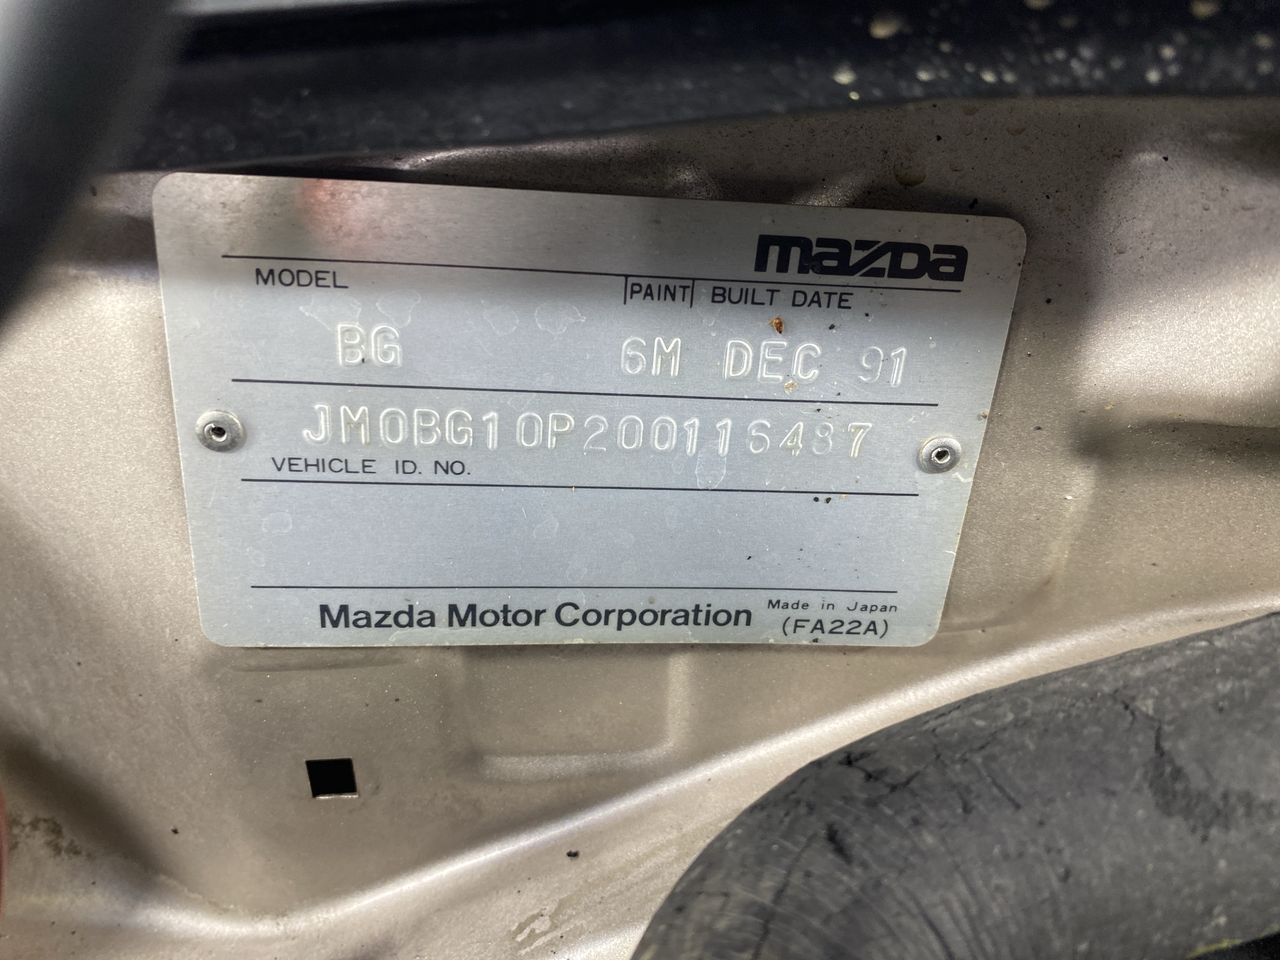 mazda
MODEL PAINT BUILT DATE
BG 6M DEC 91
JM0BG10P200116487
VEHICLE ID. NO.
Mazda Motor Corporation Made in Japan
(FA22A)